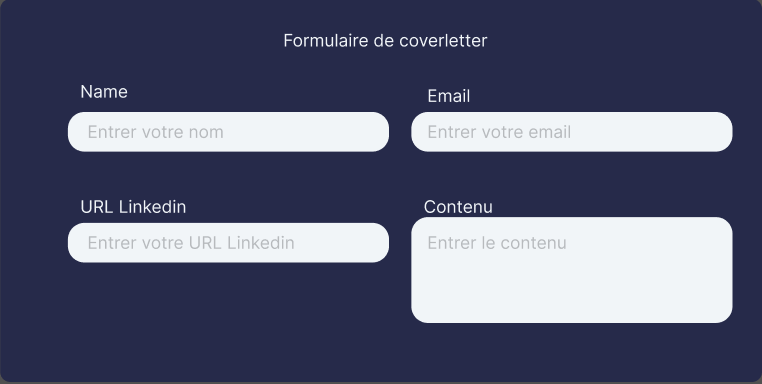 Formulaire de coverletter
Name
Email
Entrer votre nom
Entrer votre email
URL Linkedin
Contenu
Entrer votre URL Linkedin
Entrer le contenu